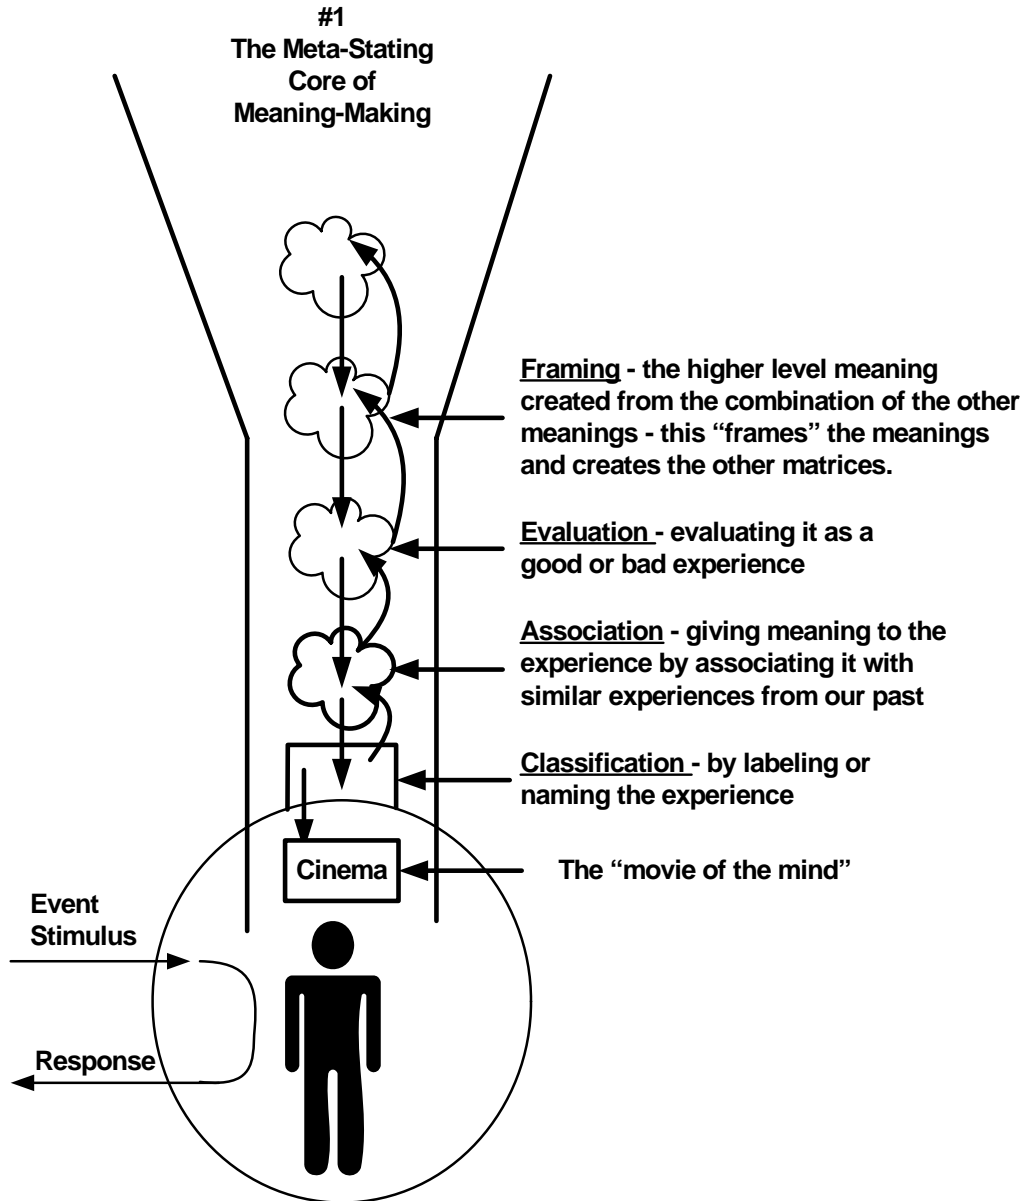 #1
The Meta-Stating
Core of
Meaning-Making
Framing - the higher level meaning
created from the combination of the other
meanings - this “frames” the meanings
and creates the other matrices.
Evaluation - evaluating it as a
good or bad experience
Association - giving meaning to the
experience by associating it with
similar experiences from our past
Classification - by labeling or
naming the experience
Cinema
The “movie of the mind”
Event
Stimulus
Response